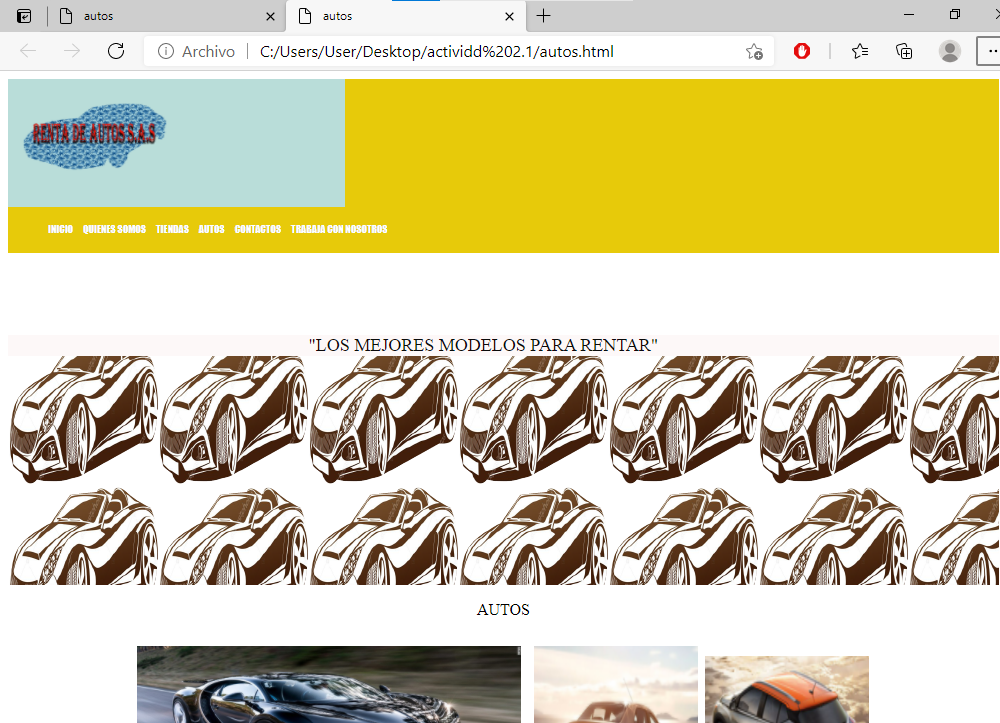 autos
autos
Archivo
C:/Users/User/Desktop/actividd%202.1/autos.html
RENTA DE AUTOS S.A.S
INICIO QUIENES SOMOS TIENDAS AUTOS CONTACTOS TRABAJA CON NOSOTROS
"LOS MEJORES MODELOS PARA RENTAR"
AUTOS